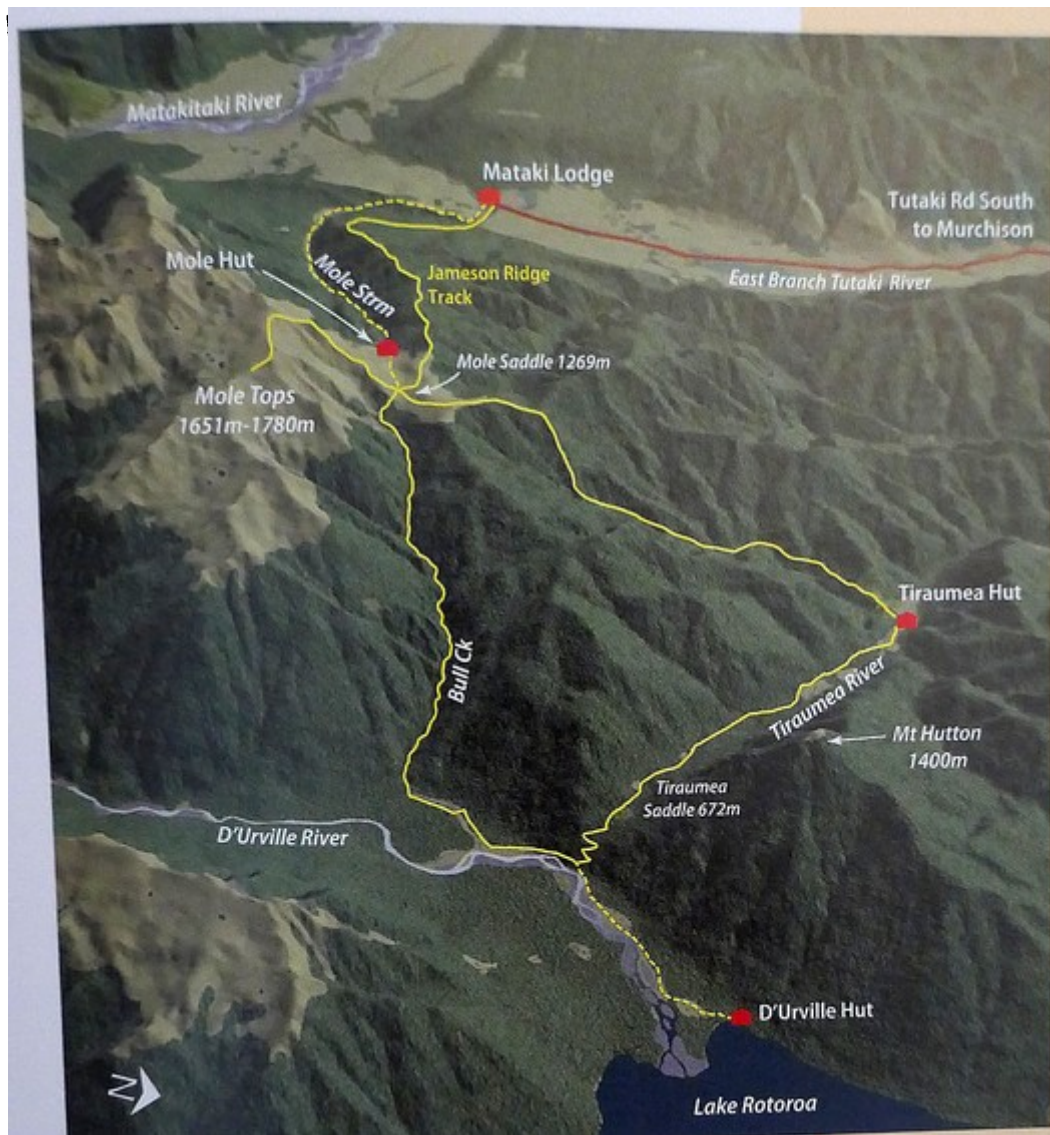 Matakitaki River
Mataki Lodge
Tutaki Rd South
to Murchison
Mole Hut
Mole Strm
Jameson Ridge
Track
East Branch Tutaki River
Mole Saddle 1269m
Mole Tops
1651m-1780m
Tiraumea Hut
Bull Ck
Tiraumea River
Mt Hutton
1400m
Tiraumea
Saddle 672m
D'Urville River
D'Urville Hut
N
Lake Rotoroa